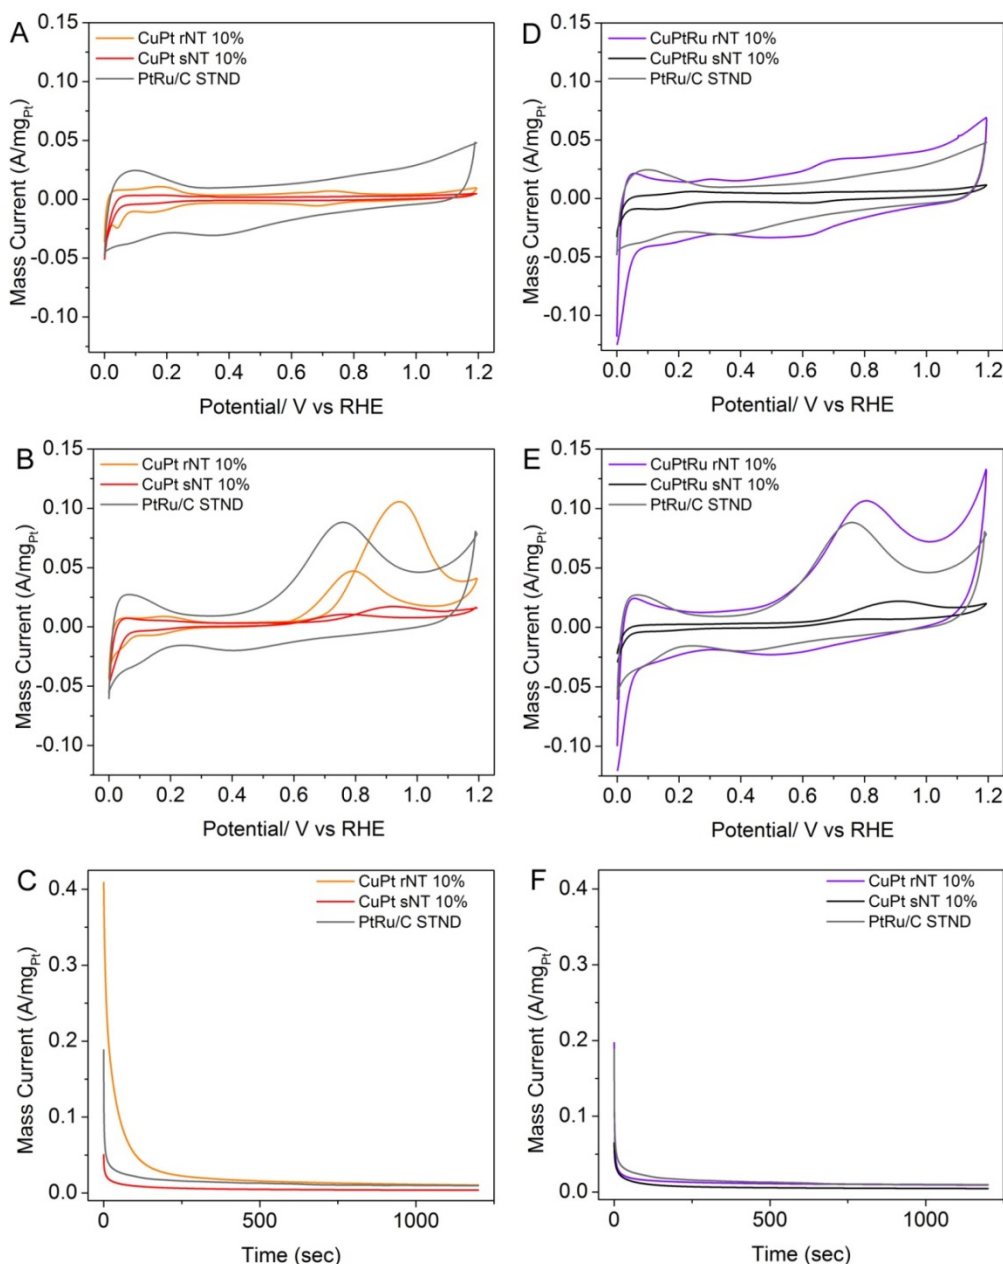 A
CuPt rNT 10%
CuPt sNT 10%
PtRu/C STND
0.15
0.10
0.05
0.00
-0.05
-0.10
Mass Current (A/mgPt)
0.0 0.2 0.4 0.6 0.8 1.0 1.2
Potential/ V vs RHE
D
CuPtRu rNT 10%
CuPtRu sNT 10%
PtRu/C STND
0.15
0.10
0.05
0.00
-0.05
-0.10
Mass Current (A/mgPt)
0.0 0.2 0.4 0.6 0.8 1.0 1.2
Potential/ V vs RHE
B
CuPt rNT 10%
CuPt sNT 10%
PtRu/C STND
0.15
0.10
0.05
0.00
-0.05
-0.10
Mass Current (A/mgPt)
0.0 0.2 0.4 0.6 0.8 1.0 1.2
Potential/ V vs RHE
E
CuPtRu rNT 10%
CuPtRu sNT 10%
PtRu/C STND
0.15
0.10
0.05
0.00
-0.05
-0.10
Mass Current (A/mgPt)
0.0 0.2 0.4 0.6 0.8 1.0 1.2
Potential/ V vs RHE
C
CuPt rNT 10%
CuPt sNT 10%
PtRu/C STND
0.4
0.3
0.2
0.1
0.0
Mass Current (A/mgPt)
0 500 1000
Time (sec)
F
CuPt rNT 10%
CuPt sNT 10%
PtRu/C STND
0.4
0.3
0.2
0.1
0.0
Mass Current (A/mgPt)
0 500 1000
Time (sec)